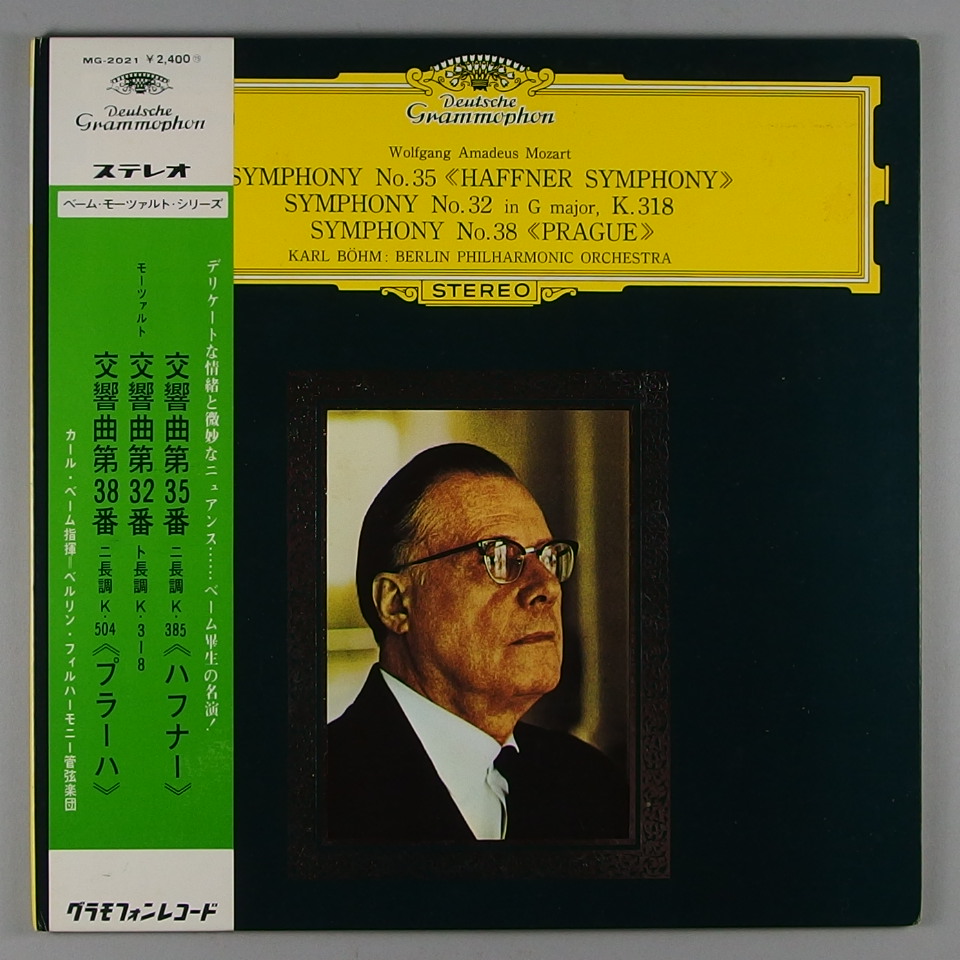 MG-2021 ￥2,400
Deutsche
Grammophon
ステレオ
ベーム・モーツァルト・シリーズ
デリケートな情緒と微妙なニュアンス……ベーム畢生の名演!
モーツァルト
交響曲第35番 ニ長調 K.385《ハフナー》
交響曲第32番 ト長調 K.318
交響曲第38番 ニ長調 K.504《プラーハ》
カール・ベーム指揮=ベルリン・フィルハーモニー管弦楽団
グラモフォンレコード
Deutsche
Grammophon
Wolfgang Amadeus Mozart
SYMPHONY No.35 《HAFFNER SYMPHONY》
SYMPHONY No.32 in G major, K.318
SYMPHONY No.38 《PRAGUE》
KARL BÖHM: BERLIN PHILHARMONIC ORCHESTRA
STEREO